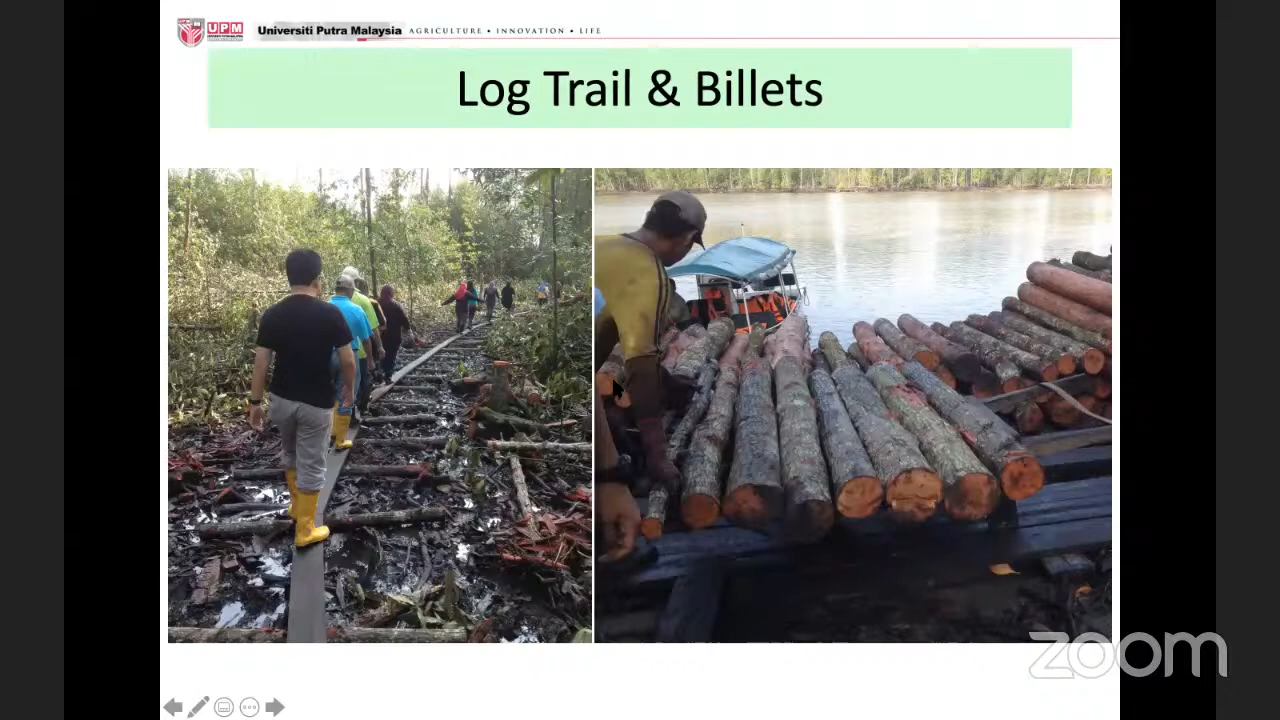 UPM
Universiti Putra Malaysia AGRICULTURE • INNOVATION • LIFE
Log Trail & Billets
zoom